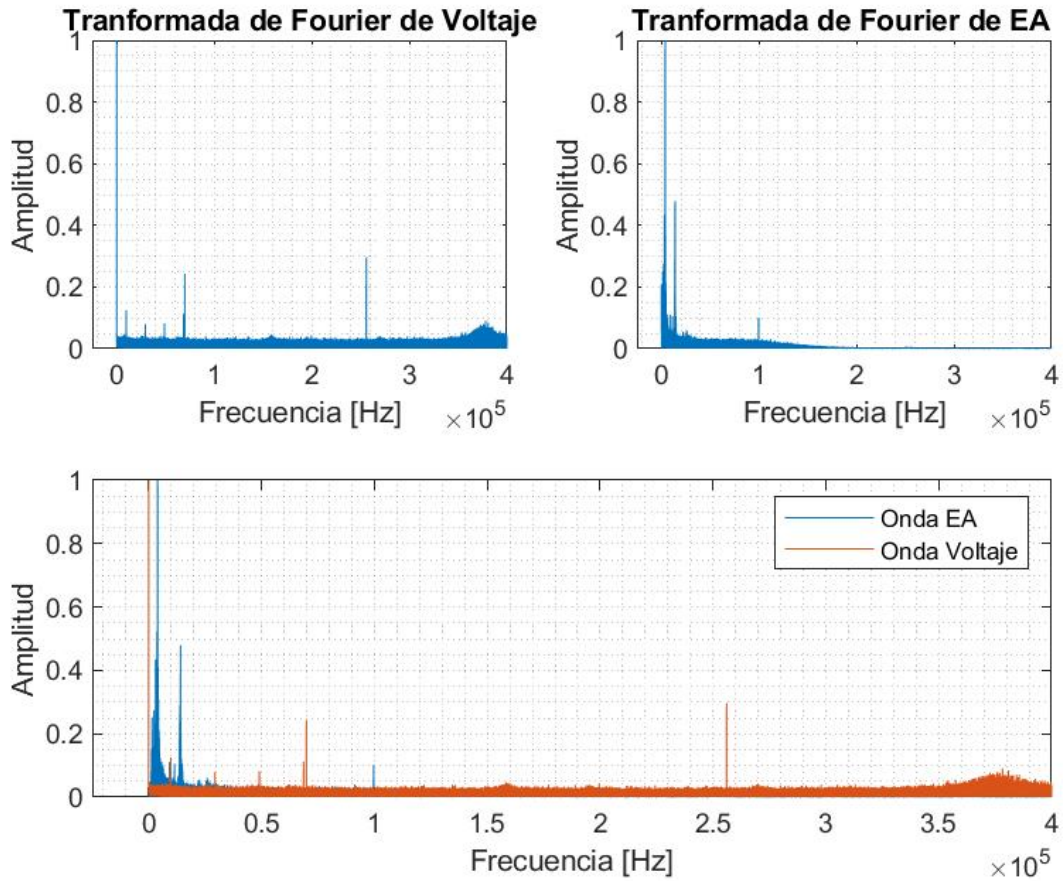 Tranformada de Fourier de Voltaje
1
0.8
0.6
0.4
0.2
0
Amplitud
0 1 2 3 4
Frecuencia [Hz]
×10^5
Tranformada de Fourier de EA
1
0.8
0.6
0.4
0.2
0
Amplitud
0 1 2 3 4
Frecuencia [Hz]
×10^5
1
0.8
0.6
0.4
0.2
0
Amplitud
Onda EA
Onda Voltaje
0 0.5 1 1.5 2 2.5 3 3.5 4
Frecuencia [Hz]
×10^5